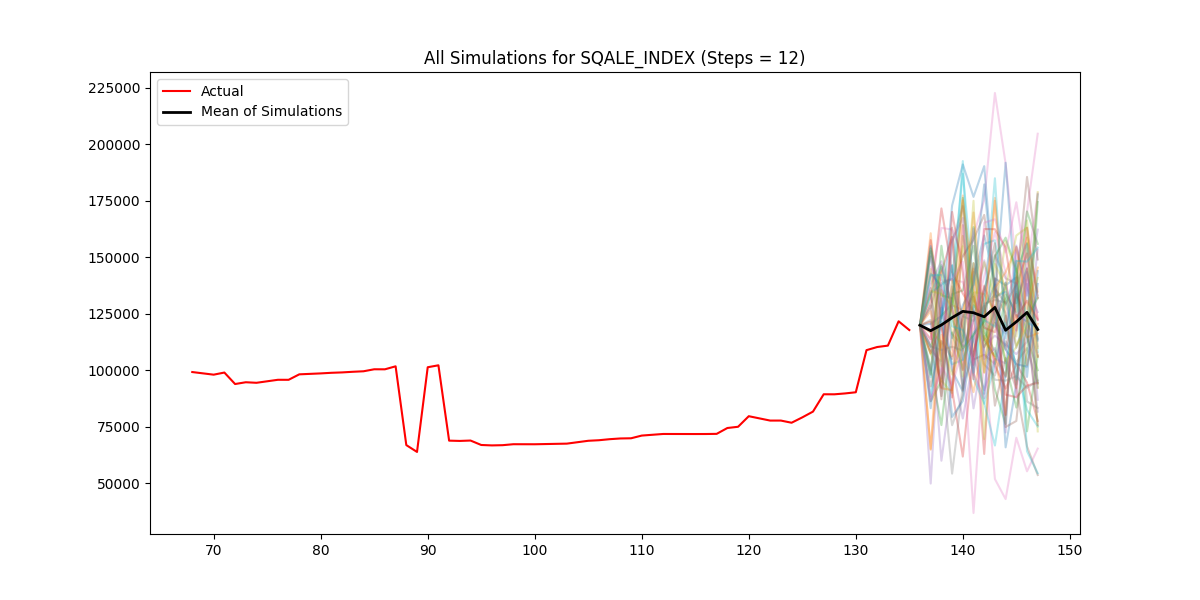 All Simulations for SQALE_INDEX (Steps = 12)
Actual
Mean of Simulations
225000
200000
175000
150000
125000
100000
75000
50000
70 80 90 100 110 120 130 140 150